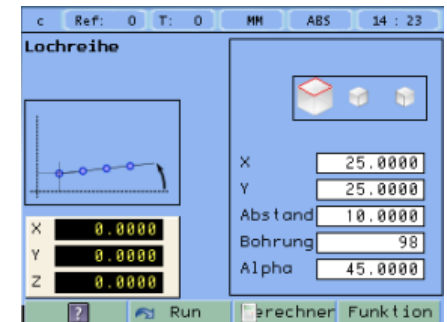 c Ref: 0 T: 0 MM ABS 14 : 23
Lochreihe
X 25.0000
Y 25.0000
Abstand 10.0000
Bohrung 98
Alpha 45.0000
X 0.0000
Y 0.0000
Z 0.0000
? Run erechner Funktion